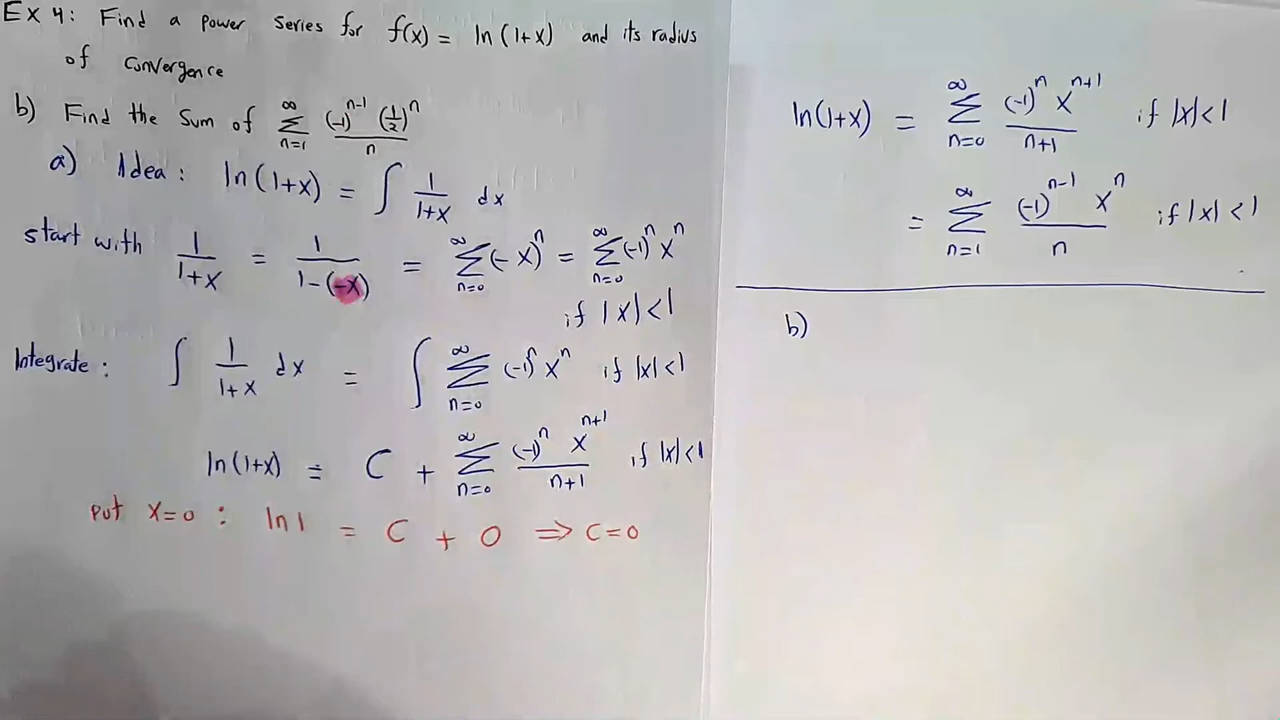 Ex 4: Find a power series for f(x) = ln(1+x) and its radius
of convergence
b) Find the sum of ∞ Σ n=1 (-1)^(n-1) (1/2)^n / n
a) Idea: ln(1+x) = ∫ 1/(1+x) dx
start with 1/(1+x) = 1/(1-(-x)) = ∞ Σ n=0 (-x)^n = ∞ Σ n=0 (-1)^n x^n
if |x|<1
Integrate: ∫ 1/(1+x) dx = ∫ ∞ Σ n=0 (-1)^n x^n if |x|<1
ln(1+x) = C + ∞ Σ n=0 (-1)^n x^(n+1) / (n+1) if |x|<1
put x=0: ln1 = C + 0 ⇒ C=0
ln(1+x) = ∞ Σ n=0 (-1)^n x^(n+1) / (n+1) if |x|<1
= ∞ Σ n=1 (-1)^(n-1) x^n / n if |x|<1
b)